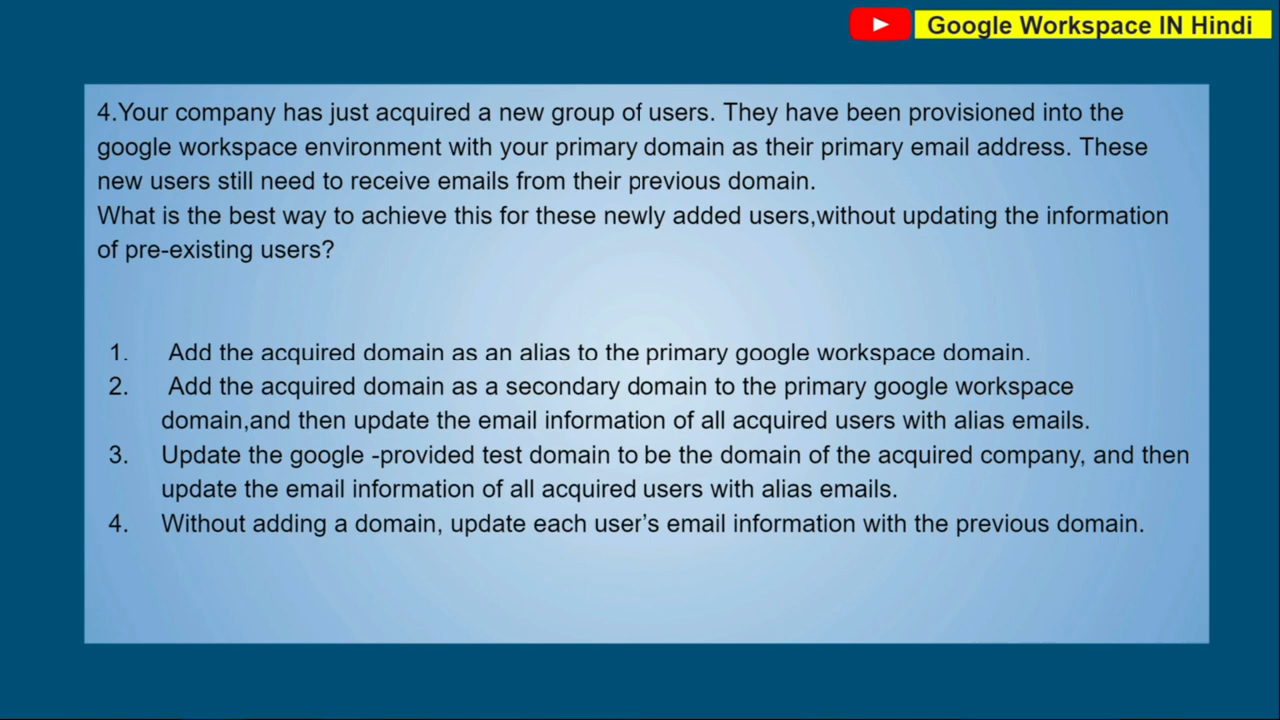 Google Workspace IN Hindi
4.Your company has just acquired a new group of users. They have been provisioned into the
google workspace environment with your primary domain as their primary email address. These
new users still need to receive emails from their previous domain.
What is the best way to achieve this for these newly added users,without updating the information
of pre-existing users?
1. Add the acquired domain as an alias to the primary google workspace domain.
2. Add the acquired domain as a secondary domain to the primary google workspace
domain,and then update the email information of all acquired users with alias emails.
3. Update the google -provided test domain to be the domain of the acquired company, and then
update the email information of all acquired users with alias emails.
4. Without adding a domain, update each user’s email information with the previous domain.